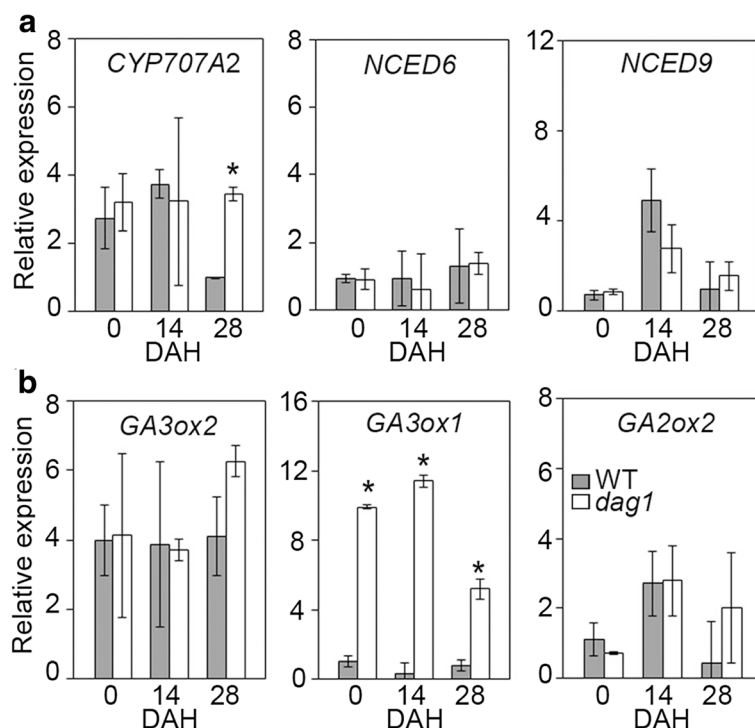 a
CYP707A2
NCED6
NCED9
Relative expression
8
6
4
2
0
8
6
4
2
0
12
8
4
0
*
0 14 28
0 14 28
0 14 28
DAH
DAH
DAH
b
GA3ox2
GA3ox1
GA2ox2
Relative expression
8
6
4
2
0
16
12
8
4
0
8
6
4
2
0
*
*
*
WT
dag1
0 14 28
0 14 28
0 14 28
DAH
DAH
DAH